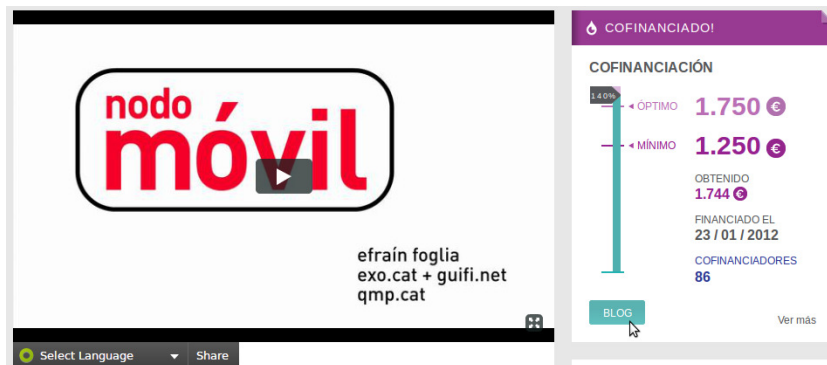 nodo
móvil
efraín foglia
exo.cat + guifi.net
qmp.cat
Select Language
Share
COFINANCIADO!
COFINANCIACIÓN
140%
ÓPTIMO 1.750 €
MÍNIMO 1.250 €
OBTENIDO
1.744 €
FINANCIADO EL
23 / 01 / 2012
COFINANCIADORES
86
BLOG
Ver más